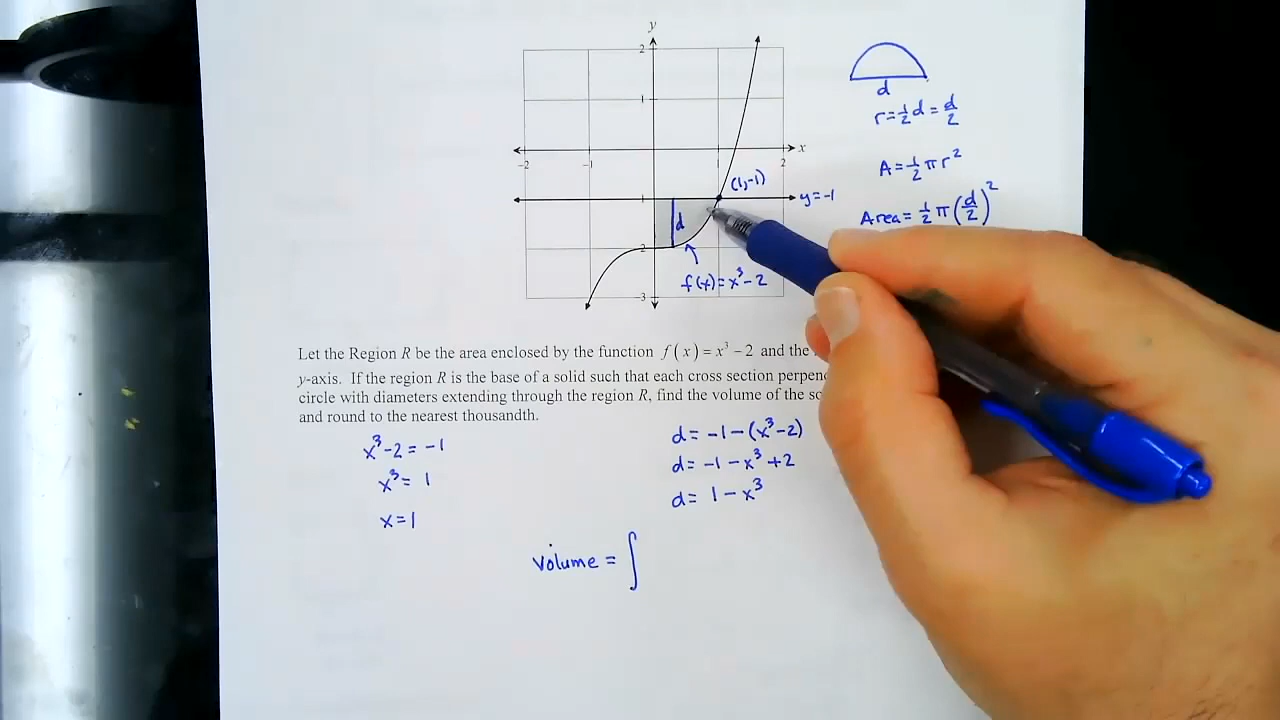 y
2
1
x
-2
-1
1
2
(1,-1)
y=-1
-1
d
-2
f(x)=x³-2
-3
d
r=½d=d/2
A=½πr²
Area=½π(d/2)²
Let the Region R be the area enclosed by the function f(x)=x³-2 and the
y-axis. If the region R is the base of a solid such that each cross section
circle with diameters extending through the region R, find the volume of the
and round to the nearest thousandth.
x³-2=-1
x³=1
x=1
d=-1-(x³-2)
d=-1-x³+2
d=1-x³
Volume=∫